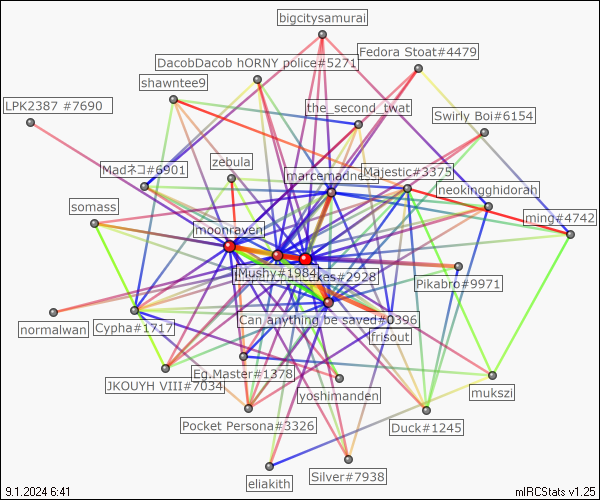 bigcitysamurai
Fedora Stoat#4479
DacobDacob hORNY police#5271
shawntee9
LPK2387 #7690
the_second_twat
Swirly Boi#6154
zebula
Madネコ#6901
marcemadness
Majestic#3375
neokingghidorah
somass
ming#4742
moonraven
Mushy#1984
kes#2928
Pikabro#9971
normalwan
Cypha#1717
Can anything be saved#0396
frisout
JKOUYH VIII#7034
Eg.Master#1378
yoshimanden
mukszi
Pocket Persona#3326
Duck#1245
eliakith
Silver#7938
9.1.2024 6:41
mIRCStats v1.25